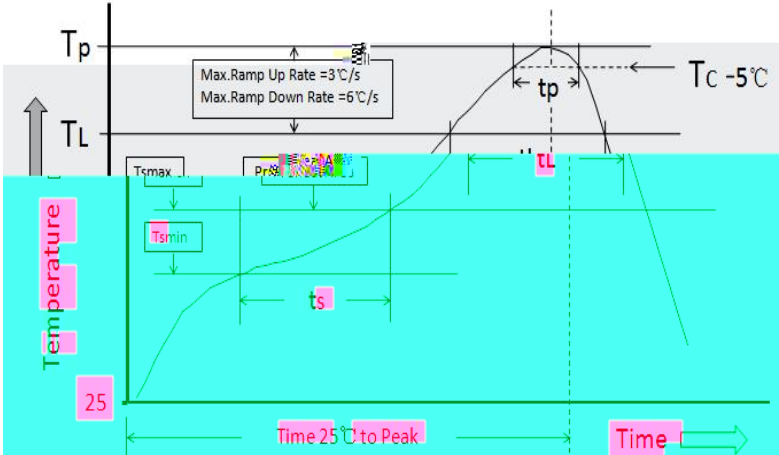 Tp
Max.Ramp Up Rate =3℃/s
Max.Ramp Down Rate =6℃/s
tp
TC -5℃
TL
tL
Tsmax
Temperature
Tsmin
ts
25
Time 25℃ to Peak
Time